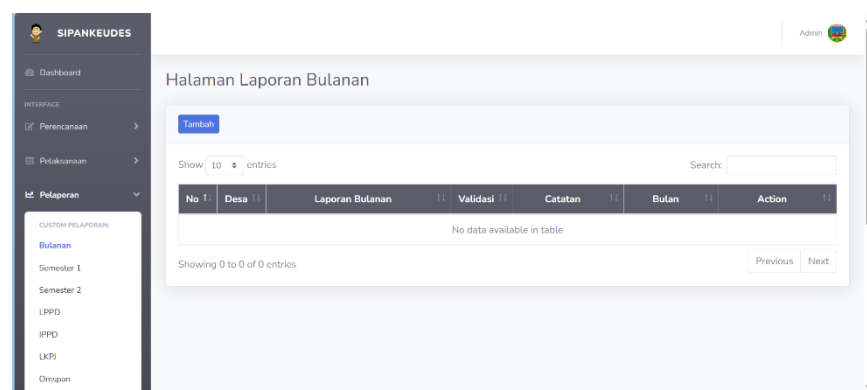 SIPANKEUDES
Admin
Dashboard
INTERFACE
Perencanaan
Pelaksanaan
Pelaporan
CUSTOM PELAPORAN:
Bulanan
Semester 1
Semester 2
LPPD
IPPD
LKPJ
Omspan
Halaman Laporan Bulanan
Tambah
Show 10 entries
Search:
No Desa Laporan Bulanan Validasi Catatan Bulan Action
No data available in table
Showing 0 to 0 of 0 entries
Previous Next